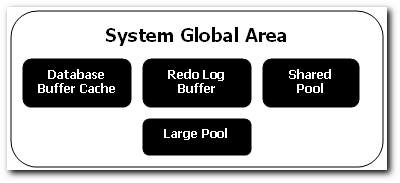 System Global Area
Database
Buffer Cache
Redo Log
Buffer
Shared
Pool
Large Pool